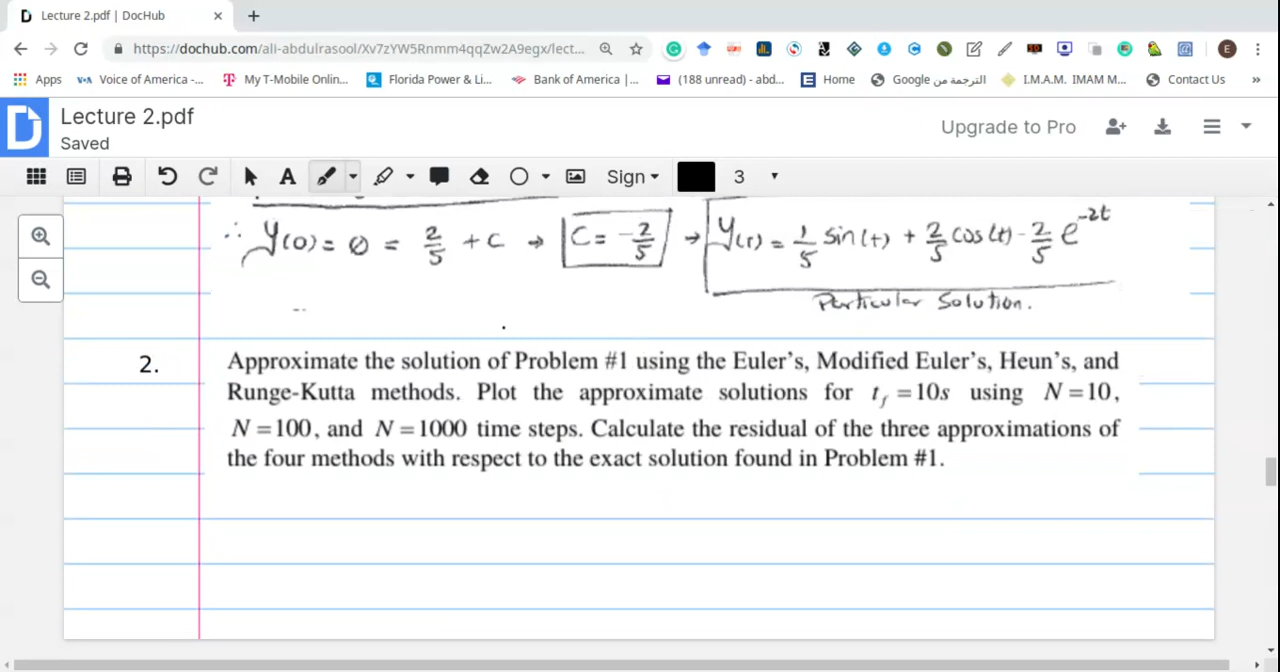 Lecture 2.pdf | DocHub
https://dochub.com/ali-abdulrasool/Xv7zYW5Rnmm4qqZw2A9egx/lect...
E
Apps Voice of America -... My T-Mobile Onlin... Florida Power & Li... Bank of America |... (188 unread) - abd... Home الترجمة من Google I.M.A.M. IMAM M... Contact Us »
Lecture 2.pdf
Saved
Upgrade to Pro
A Sign 3
∴ y(0) = 0 = 2/5 + C → C = -2/5 → y(t) = 1/5 sin(t) + 2/5 cos(t) - 2/5 e^-2t
Particular Solution.
2. Approximate the solution of Problem #1 using the Euler's, Modified Euler's, Heun's, and
Runge-Kutta methods. Plot the approximate solutions for t_f = 10s using N = 10,
N = 100, and N = 1000 time steps. Calculate the residual of the three approximations of
the four methods with respect to the exact solution found in Problem #1.